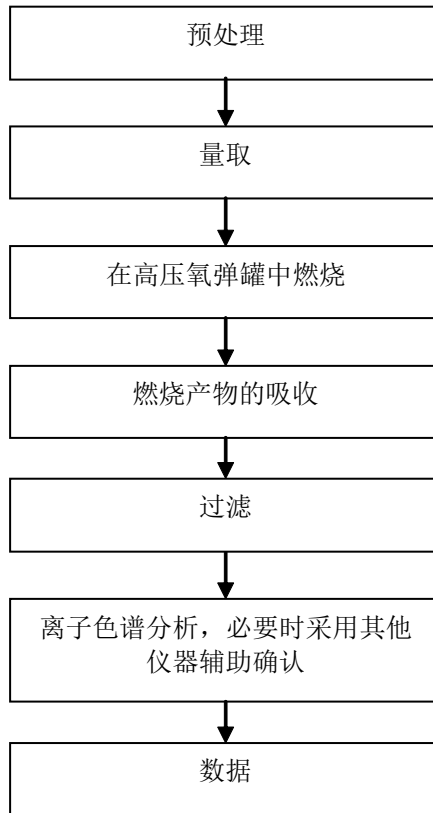 预处理
量取
在高压氧弹罐中燃烧
燃烧产物的吸收
过滤
离子色谱分析，必要时采用其他
仪器辅助确认
数据